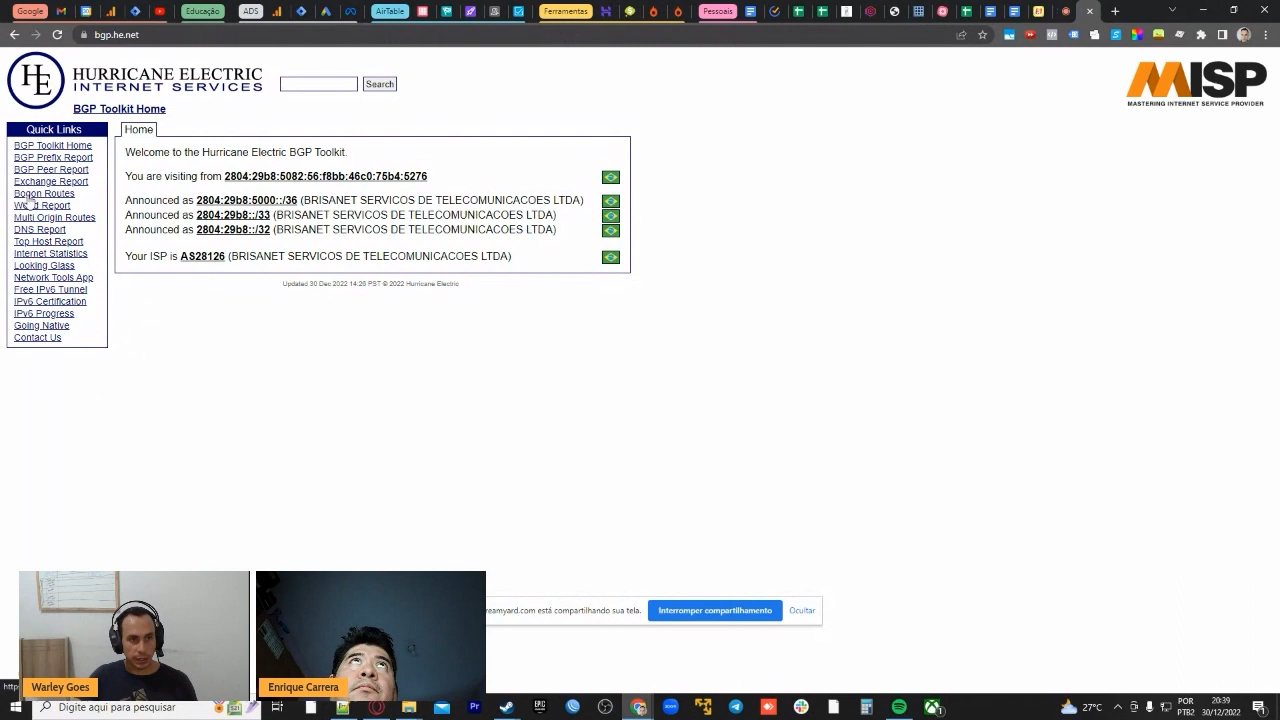 Google
ADS
Educação
ADS
AirTable
Ferramentas
Pessoais
bgp.he.net
HE
HURRICANE ELECTRIC
INTERNET SERVICES
Search
BGP Toolkit Home
MISP
MASTERING INTERNET SERVICE PROVIDER
Quick Links
BGP Toolkit Home
BGP Prefix Report
BGP Peer Report
Exchange Report
Bogon Routes
World Report
Multi Origin Routes
DNS Report
Top Host Report
Internet Statistics
Looking Glass
Network Tools App
Free IPv6 Tunnel
IPv6 Certification
IPv6 Progress
Going Native
Contact Us
Home
Welcome to the Hurricane Electric BGP Toolkit.
You are visiting from 2804:29b8:5082:56:f8bb:46c0:75b4:5276
Announced as 2804:29b8:5000::/36 (BRISANET SERVICOS DE TELECOMUNICACOES LTDA)
Announced as 2804:29b8::/33 (BRISANET SERVICOS DE TELECOMUNICACOES LTDA)
Announced as 2804:29b8::/32 (BRISANET SERVICOS DE TELECOMUNICACOES LTDA)
Your ISP is AS28126 (BRISANET SERVICOS DE TELECOMUNICACOES LTDA)
Updated 30 Dec 2022 14:26 PST © 2022 Hurricane Electric
reamyard.com está compartilhando sua tela. Interromper compartilhamento Ocultar
Warley Goes
Enrique Carrera
http
Digite aqui para pesquisar
27°C
POR
PTB2
20:39
30/12/2022